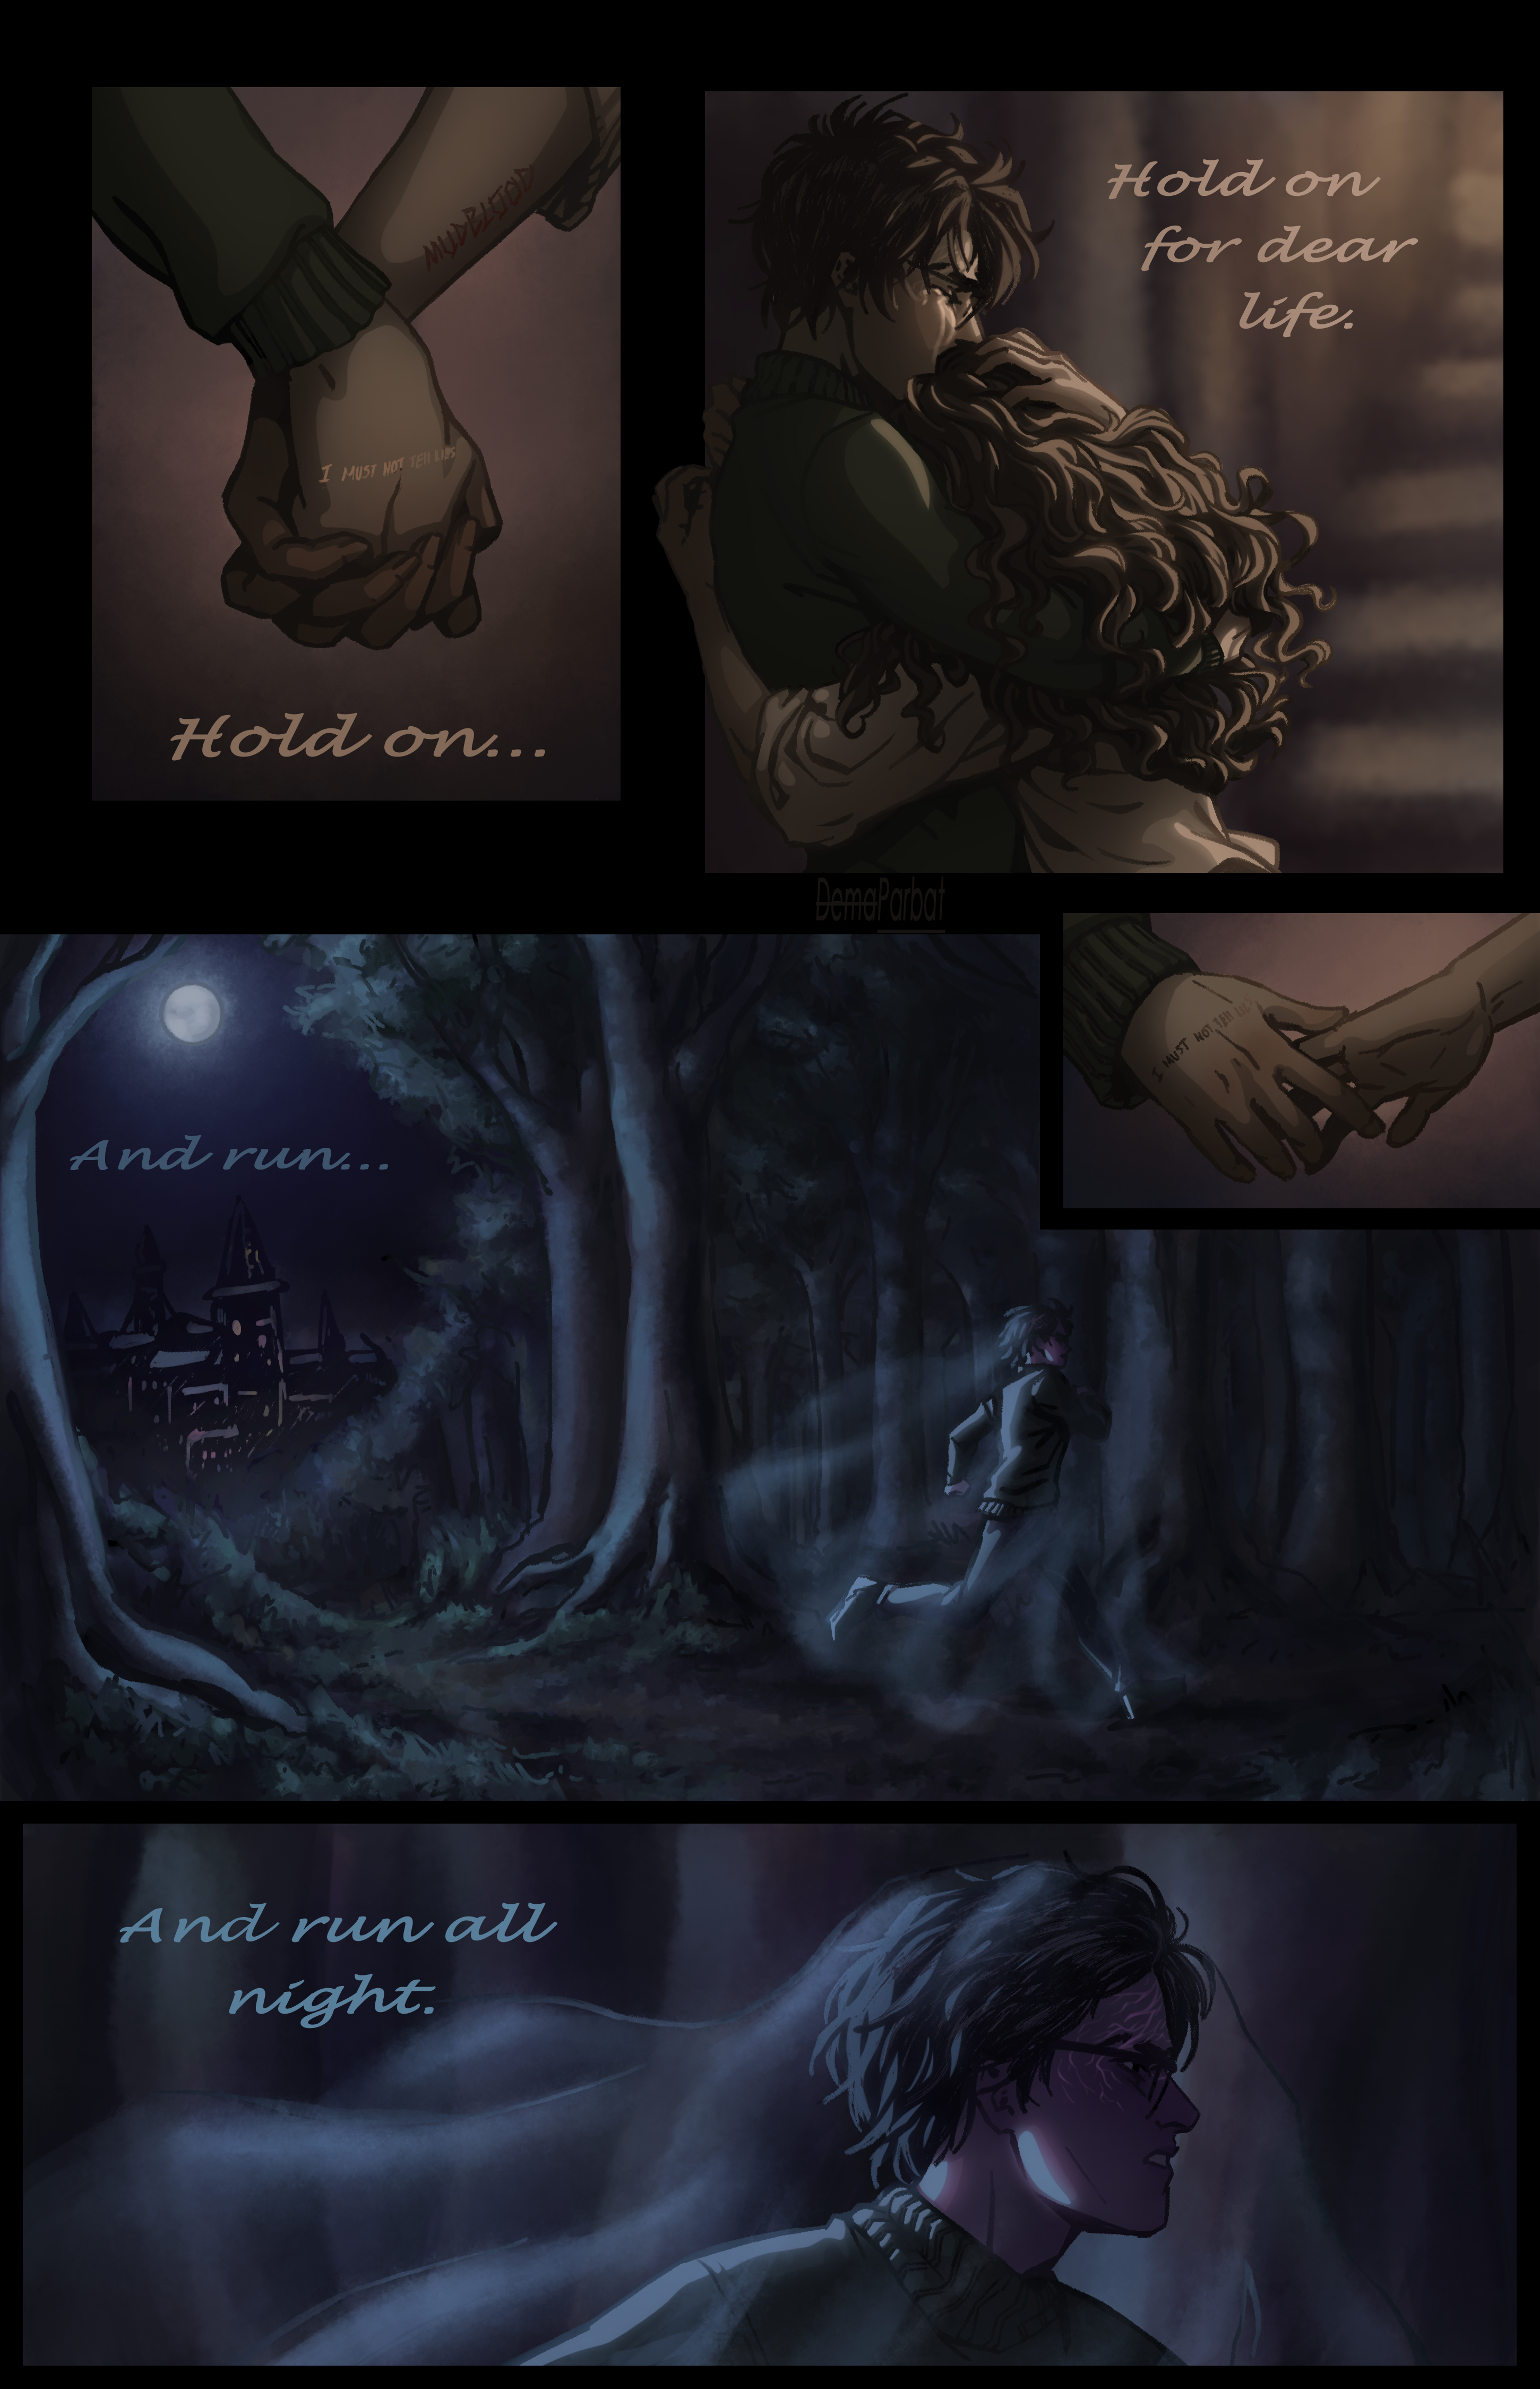 MUDBLOOD
I MUST NOT TELL LIES
Hold on...
Hold on
for dear
life.
DemaParbat
I MUST NOT TELL LIES
And run...
And run all
night.